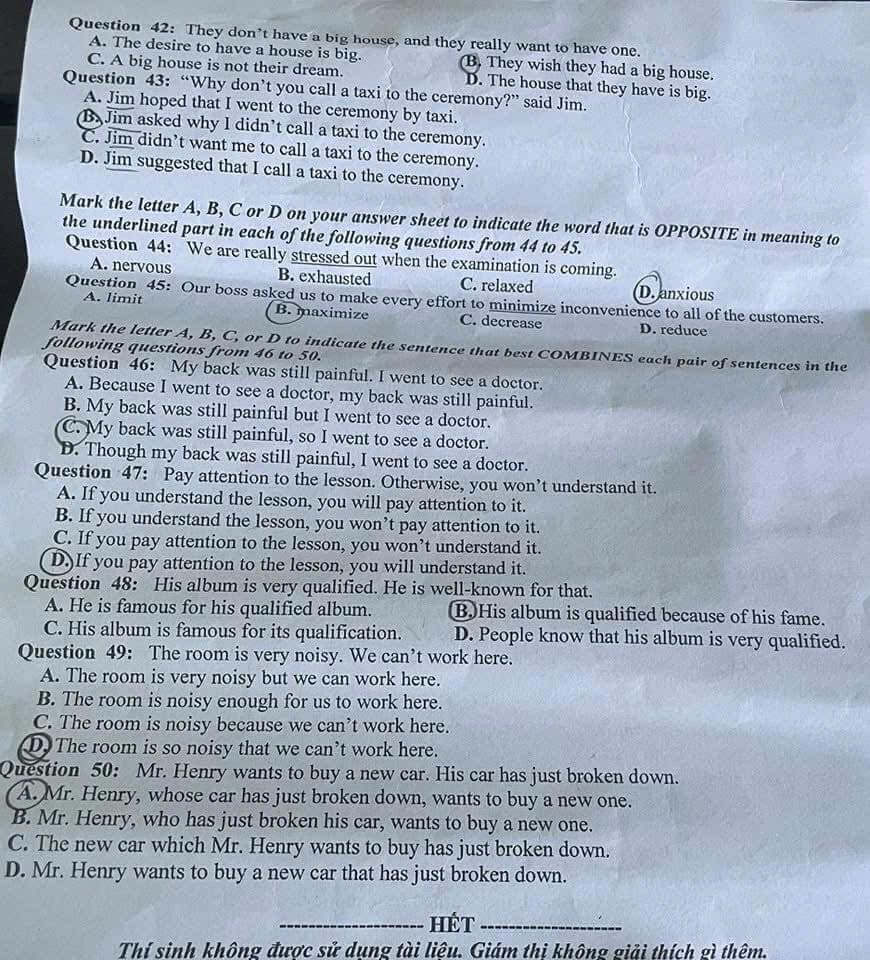 Question 42: They don't have a big house, and they really want to have one.
A. The desire to have a house is big. B. They wish they had a big house.
C. A big house is not their dream. D. The house that they have is big.
Question 43: "Why don't you call a taxi to the ceremony?" said Jim.
A. Jim hoped that I went to the ceremony by taxi.
B. Jim asked why I didn't call a taxi to the ceremony.
C. Jim didn't want me to call a taxi to the ceremony.
D. Jim suggested that I call a taxi to the ceremony.
Mark the letter A, B, C or D on your answer sheet to indicate the word that is OPPOSITE in meaning to
the underlined part in each of the following questions from 44 to 45.
Question 44: We are really stressed out when the examination is coming.
A. nervous B. exhausted C. relaxed D. anxious
Question 45: Our boss asked us to make every effort to minimize inconvenience to all of the customers.
A. limit B. maximize C. decrease D. reduce
Mark the letter A, B, C, or D to indicate the sentence that best COMBINES each pair of sentences in the
following questions from 46 to 50.
Question 46: My back was still painful. I went to see a doctor.
A. Because I went to see a doctor, my back was still painful.
B. My back was still painful but I went to see a doctor.
C. My back was still painful, so I went to see a doctor.
D. Though my back was still painful, I went to see a doctor.
Question 47: Pay attention to the lesson. Otherwise, you won't understand it.
A. If you understand the lesson, you will pay attention to it.
B. If you understand the lesson, you won't pay attention to it.
C. If you pay attention to the lesson, you won't understand it.
D. If you pay attention to the lesson, you will understand it.
Question 48: His album is very qualified. He is well-known for that.
A. He is famous for his qualified album. B. His album is qualified because of his fame.
C. His album is famous for its qualification. D. People know that his album is very qualified.
Question 49: The room is very noisy. We can't work here.
A. The room is very noisy but we can work here.
B. The room is noisy enough for us to work here.
C. The room is noisy because we can't work here.
D. The room is so noisy that we can't work here.
Question 50: Mr. Henry wants to buy a new car. His car has just broken down.
A. Mr. Henry, whose car has just broken down, wants to buy a new one.
B. Mr. Henry, who has just broken his car, wants to buy a new one.
C. The new car which Mr. Henry wants to buy has just broken down.
D. Mr. Henry wants to buy a new car that has just broken down.
-------------------- HẾT --------------------
Thí sinh không được sử dụng tài liệu. Giám thị không giải thích gì thêm.